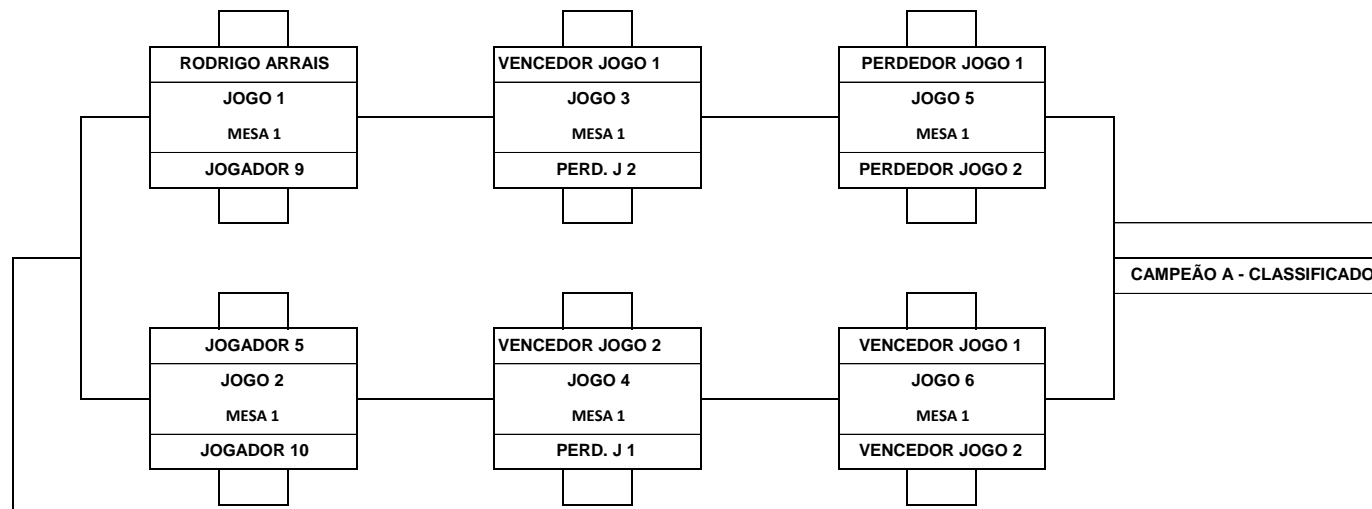 RODRIGO ARRAIS
JOGO 1
MESA 1
JOGADOR 9
VENCEDOR JOGO 1
JOGO 3
MESA 1
PERD. J 2
PERDEDOR JOGO 1
JOGO 5
MESA 1
PERDEDOR JOGO 2
CAMPEÃO A - CLASSIFICADO
JOGADOR 5
JOGO 2
MESA 1
JOGADOR 10
VENCEDOR JOGO 2
JOGO 4
MESA 1
PERD. J 1
VENCEDOR JOGO 1
JOGO 6
MESA 1
VENCEDOR JOGO 2